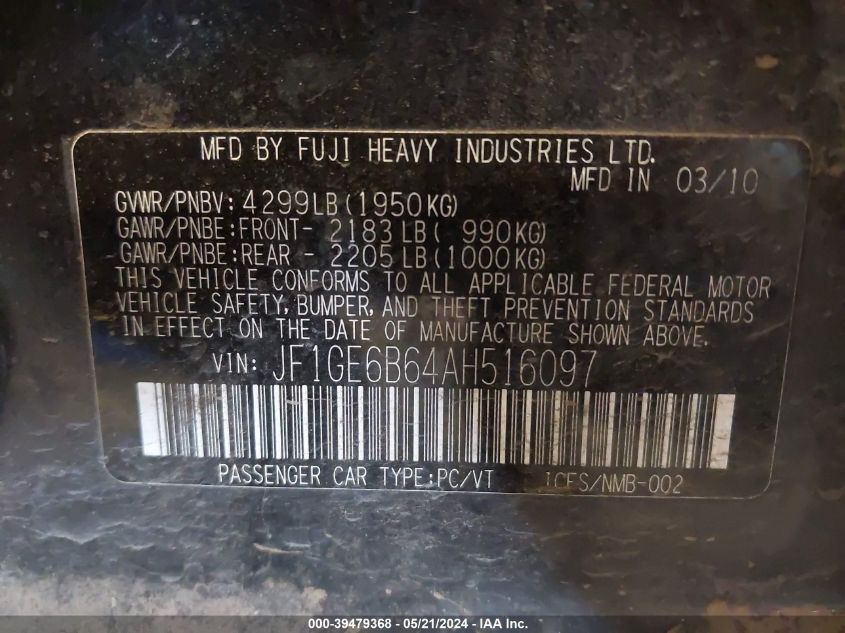 MFD BY FUJI HEAVY INDUSTRIES LTD.
MFD IN 03/10
GVWR/PNBV: 4299LB(1950KG)
GAWR/PNBE:FRONT- 2183LB( 990KG)
GAWR/PNBE:REAR - 2205LB(1000KG)
THIS VEHICLE CONFORMS TO ALL APPLICABLE FEDERAL MOTOR
VEHICLE SAFETY, BUMPER, AND THEFT PREVENTION STANDARDS
IN EFFECT ON THE DATE OF MANUFACTURE SHOWN ABOVE.
VIN: JF1GE6B64AH516097
PASSENGER CAR TYPE:PC/VT
ICES/NMB-002
000-39479368 - 05/21/2024 - IAA Inc.